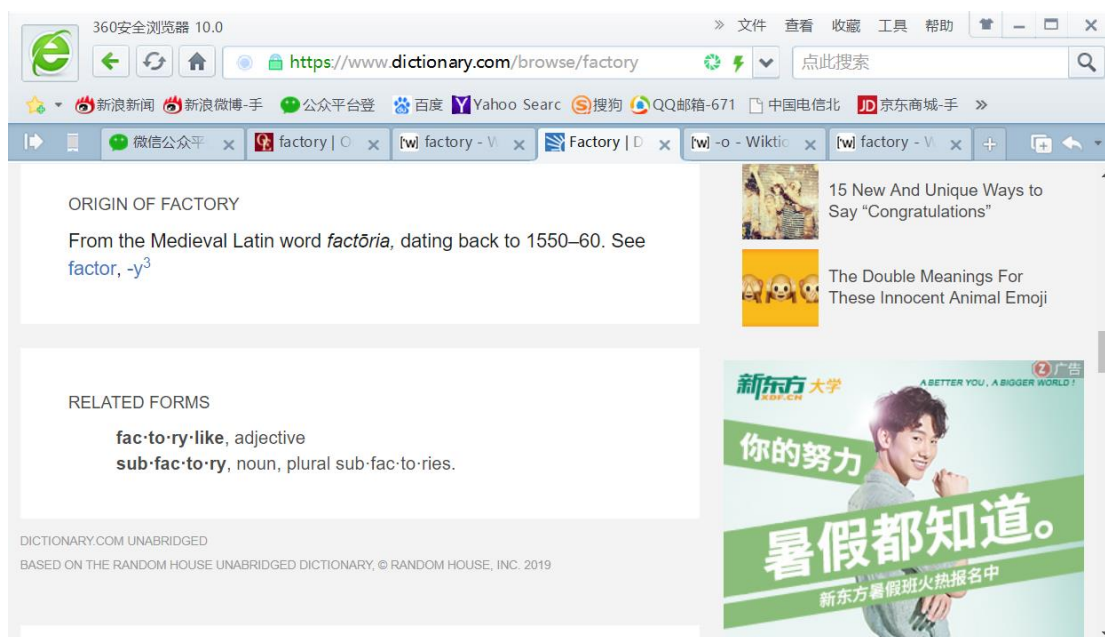 360安全浏览器 10.0
» 文件 查看 收藏 工具 帮助
https://www.dictionary.com/browse/factory
点此搜索
新浪新闻 新浪微博-手 公众平台登 百度 Yahoo Searc 搜狗 QQ邮箱-671 中国电信北 JD 京东商城-手 »
微信公众平 factory | O [w] factory - W Factory | D [w] -o - Wiktio [w] factory - W
ORIGIN OF FACTORY
From the Medieval Latin word factōria, dating back to 1550–60. See
factor, -y³
RELATED FORMS
fac·to·ry·like, adjective
sub·fac·to·ry, noun, plural sub·fac·to·ries.
DICTIONARY.COM UNABRIDGED
BASED ON THE RANDOM HOUSE UNABRIDGED DICTIONARY, © RANDOM HOUSE, INC. 2019
15 New And Unique Ways to
Say “Congratulations”
The Double Meanings For
These Innocent Animal Emoji
广告
新东方 大学
XDF.CN
A BETTER YOU, A BIGGER WORLD!
你的努力
暑假都知道。
新东方暑假班火热报名中